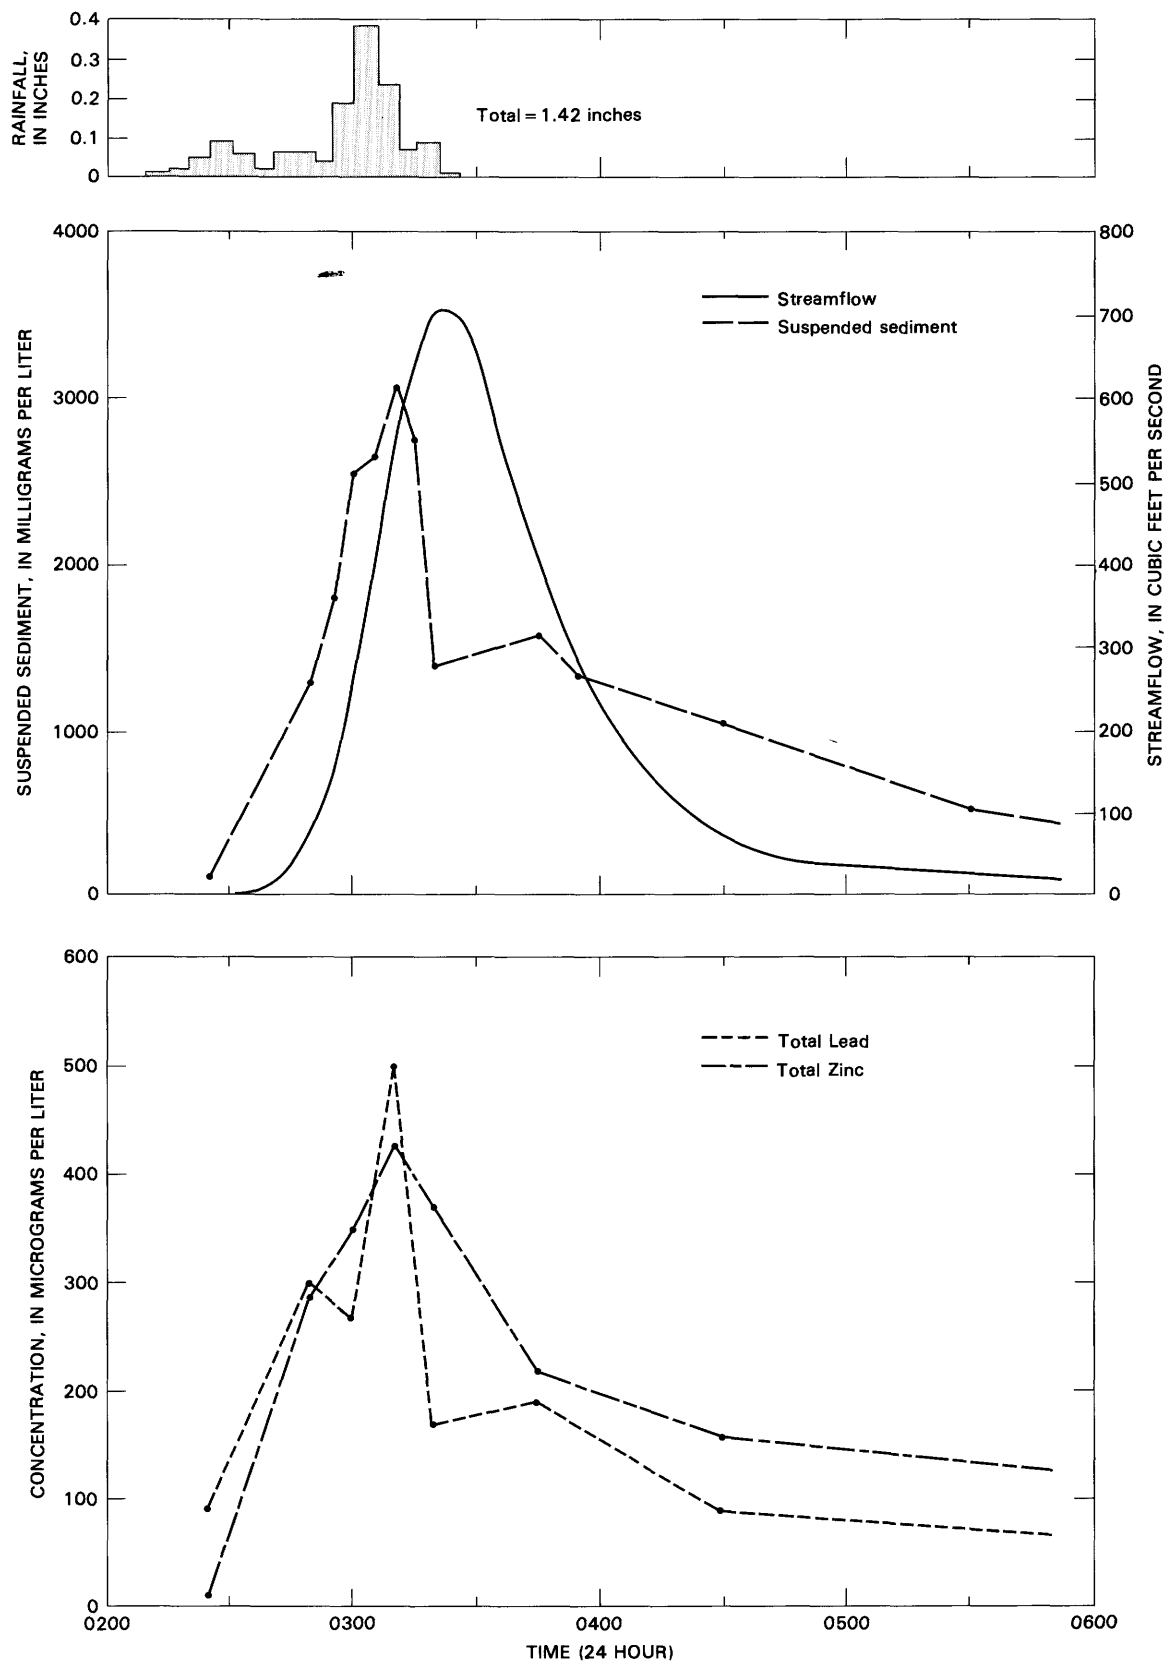 RAINFALL,
IN INCHES
0.4
0.3
0.2
0.1
0
Total = 1.42 inches
SUSPENDED SEDIMENT, IN MILLIGRAMS PER LITER
4000
3000
2000
1000
0
Streamflow
Suspended sediment
800
700
600
500
400
300
200
100
0
STREAMFLOW, IN CUBIC FEET PER SECOND
CONCENTRATION, IN MICROGRAMS PER LITER
600
500
400
300
200
100
0
Total Lead
Total Zinc
0200 0300 0400 0500 0600
TIME (24 HOUR)